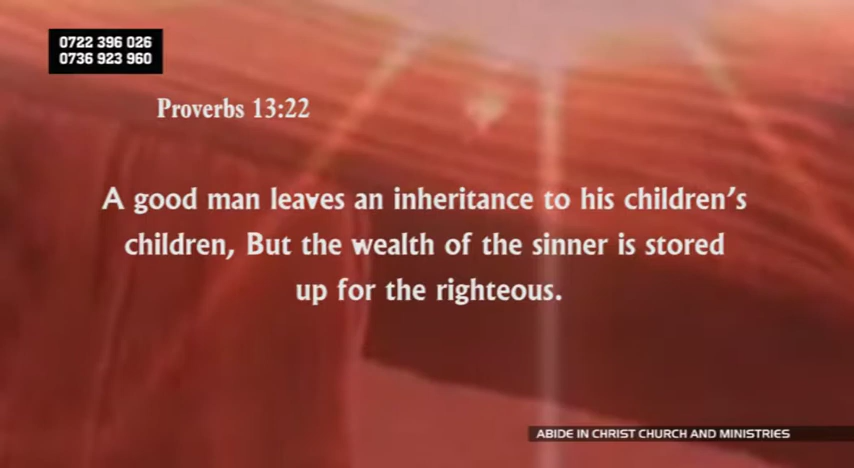 0722 396 026
0736 923 960
Proverbs 13:22
A good man leaves an inheritance to his children's
children, But the wealth of the sinner is stored
up for the righteous.
ABIDE IN CHRIST CHURCH AND MINISTRIES